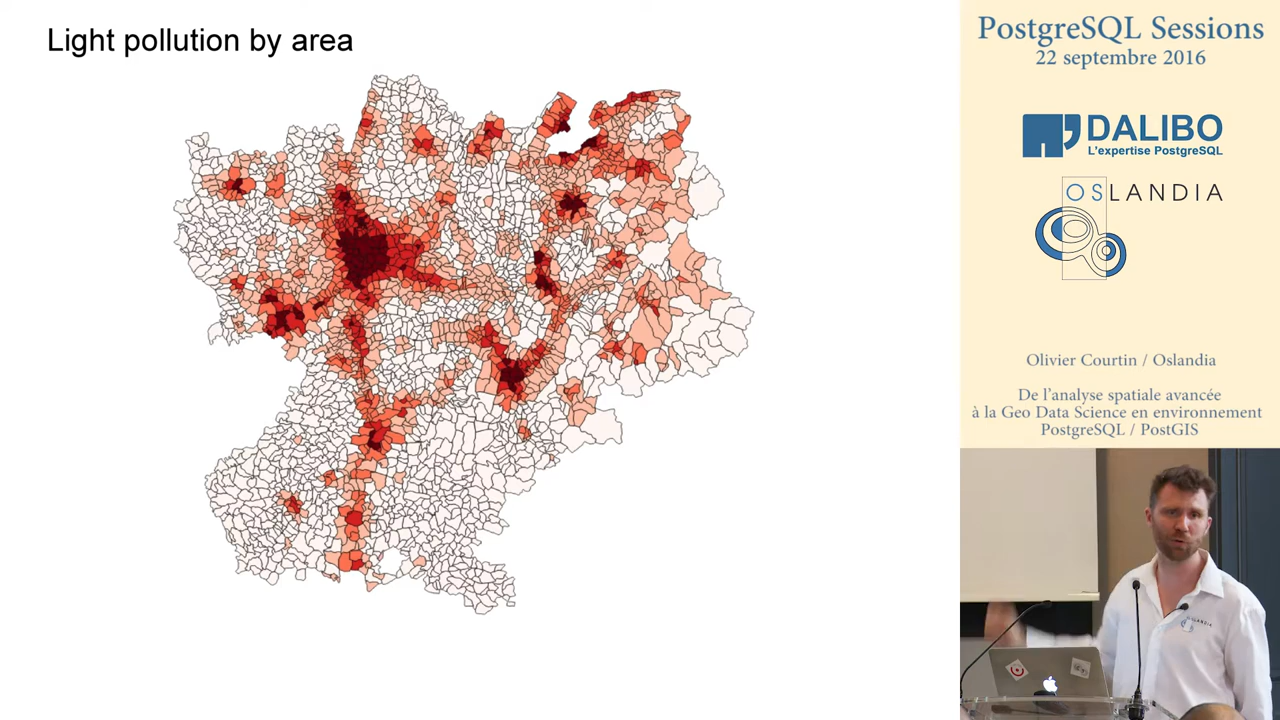 Light pollution by area
PostgreSQL Sessions
22 septembre 2016
DALIBO
L'expertise PostgreSQL
OSLANDIA
Olivier Courtin / Oslandia
De l'analyse spatiale avancée
à la Geo Data Science en environnement
PostgreSQL / PostGIS